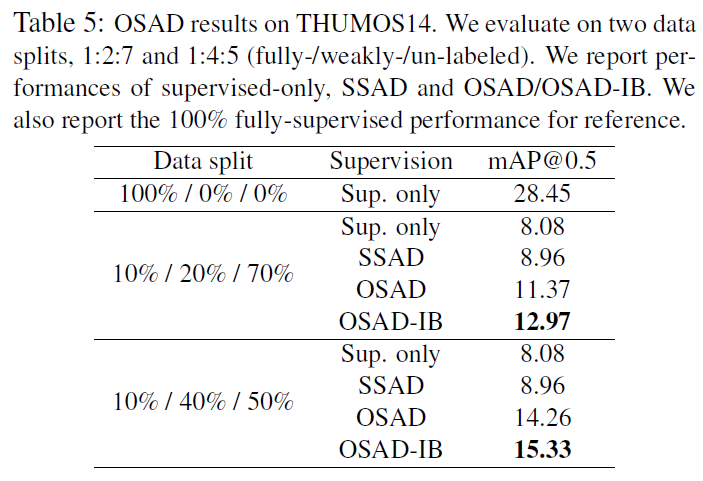 Table 5: OSAD results on THUMOS14. We evaluate on two data
splits, 1:2:7 and 1:4:5 (fully-/weakly-/un-labeled). We report per-
formances of supervised-only, SSAD and OSAD/OSAD-IB. We
also report the 100% fully-supervised performance for reference.
Data split Supervision mAP@0.5
100% / 0% / 0% Sup. only 28.45
10% / 20% / 70% Sup. only 8.08
SSAD 8.96
OSAD 11.37
OSAD-IB 12.97
10% / 40% / 50% Sup. only 8.08
SSAD 8.96
OSAD 14.26
OSAD-IB 15.33